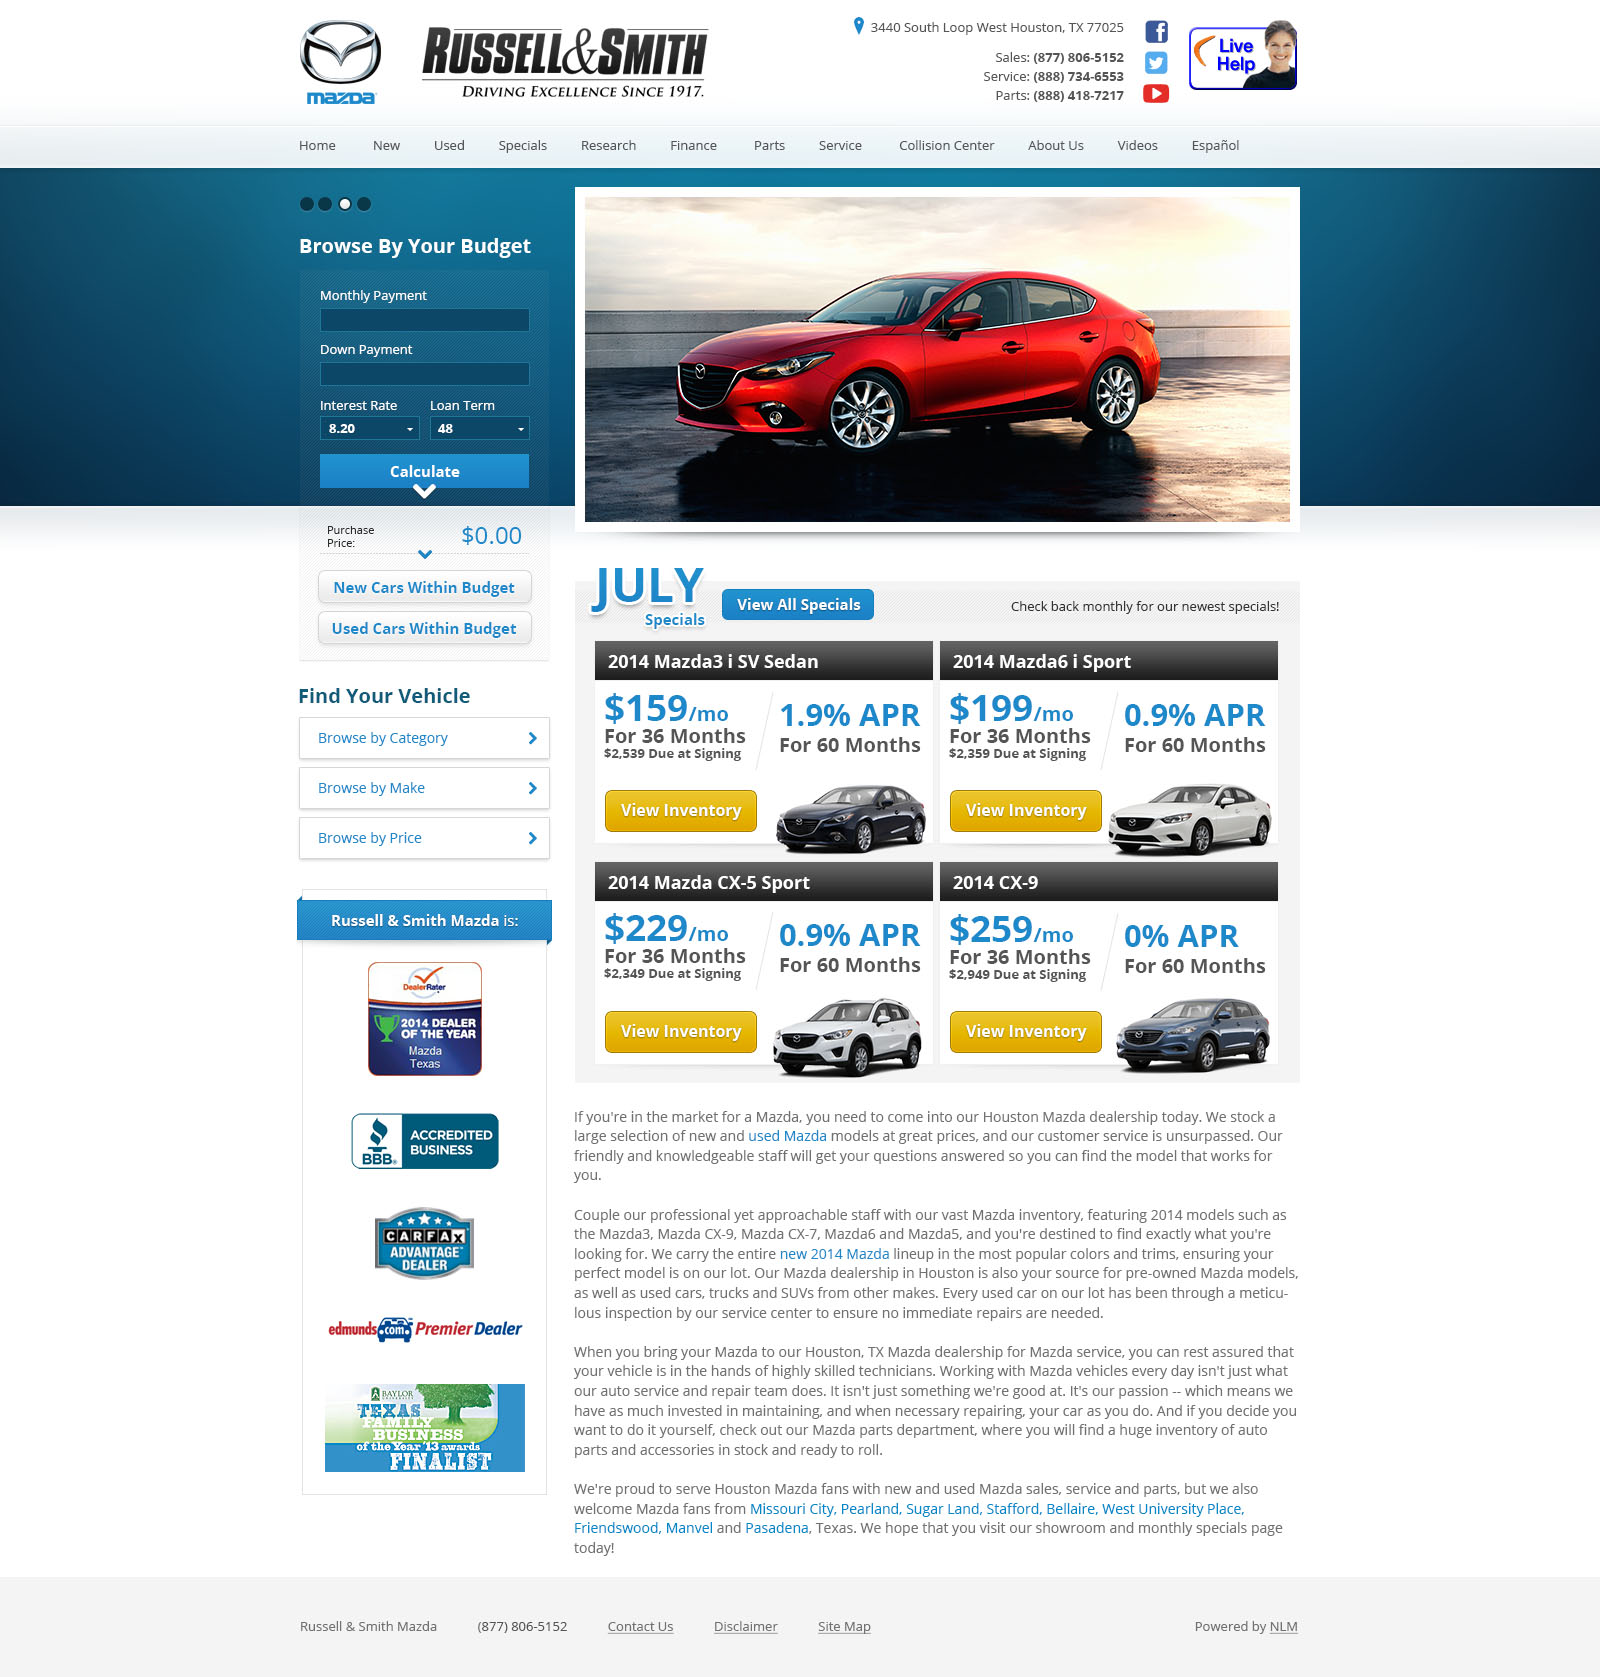 mazda
RUSSELL&SMITH
DRIVING EXCELLENCE SINCE 1917.
3440 South Loop West Houston, TX 77025
Sales: (877) 806-5152
Service: (888) 734-6553
Parts: (888) 418-7217
Live
Help
Home New Used Specials Research Finance Parts Service Collision Center About Us Videos Español
Browse By Your Budget
Monthly Payment
Down Payment
Interest Rate Loan Term
8.20 48
Calculate
Purchase
Price:
$0.00
New Cars Within Budget
Used Cars Within Budget
Find Your Vehicle
Browse by Category
Browse by Make
Browse by Price
Russell & Smith Mazda is:
DealerRater
2014 DEALER
OF THE YEAR
Mazda
Texas
BBB.
ACCREDITED
BUSINESS
CARFAX
ADVANTAGE
DEALER
edmunds.com Premier Dealer
BAYLOR
TEXAS
FAMILY
BUSINESS
of the Year '13 awards
FINALIST
JULY
Specials
View All Specials
Check back monthly for our newest specials!
2014 Mazda3 i SV Sedan
$159/mo
For 36 Months
$2,539 Due at Signing
1.9% APR
For 60 Months
View Inventory
2014 Mazda6 i Sport
$199/mo
For 36 Months
$2,359 Due at Signing
0.9% APR
For 60 Months
View Inventory
2014 Mazda CX-5 Sport
$229/mo
For 36 Months
$2,349 Due at Signing
0.9% APR
For 60 Months
View Inventory
2014 CX-9
$259/mo
For 36 Months
$2,949 Due at Signing
0% APR
For 60 Months
View Inventory
If you're in the market for a Mazda, you need to come into our Houston Mazda dealership today. We stock a
large selection of new and used Mazda models at great prices, and our customer service is unsurpassed. Our
friendly and knowledgeable staff will get your questions answered so you can find the model that works for
you.
Couple our professional yet approachable staff with our vast Mazda inventory, featuring 2014 models such as
the Mazda3, Mazda CX-9, Mazda CX-7, Mazda6 and Mazda5, and you're destined to find exactly what you're
looking for. We carry the entire new 2014 Mazda lineup in the most popular colors and trims, ensuring your
perfect model is on our lot. Our Mazda dealership in Houston is also your source for pre-owned Mazda models,
as well as used cars, trucks and SUVs from other makes. Every used car on our lot has been through a meticu-
lous inspection by our service center to ensure no immediate repairs are needed.
When you bring your Mazda to our Houston, TX Mazda dealership for Mazda service, you can rest assured that
your vehicle is in the hands of highly skilled technicians. Working with Mazda vehicles every day isn't just what
our auto service and repair team does. It isn't just something we're good at. It's our passion -- which means we
have as much invested in maintaining, and when necessary repairing, your car as you do. And if you decide you
want to do it yourself, check out our Mazda parts department, where you will find a huge inventory of auto
parts and accessories in stock and ready to roll.
We're proud to serve Houston Mazda fans with new and used Mazda sales, service and parts, but we also
welcome Mazda fans from Missouri City, Pearland, Sugar Land, Stafford, Bellaire, West University Place,
Friendswood, Manvel and Pasadena, Texas. We hope that you visit our showroom and monthly specials page
today!
Russell & Smith Mazda (877) 806-5152 Contact Us Disclaimer Site Map Powered by NLM